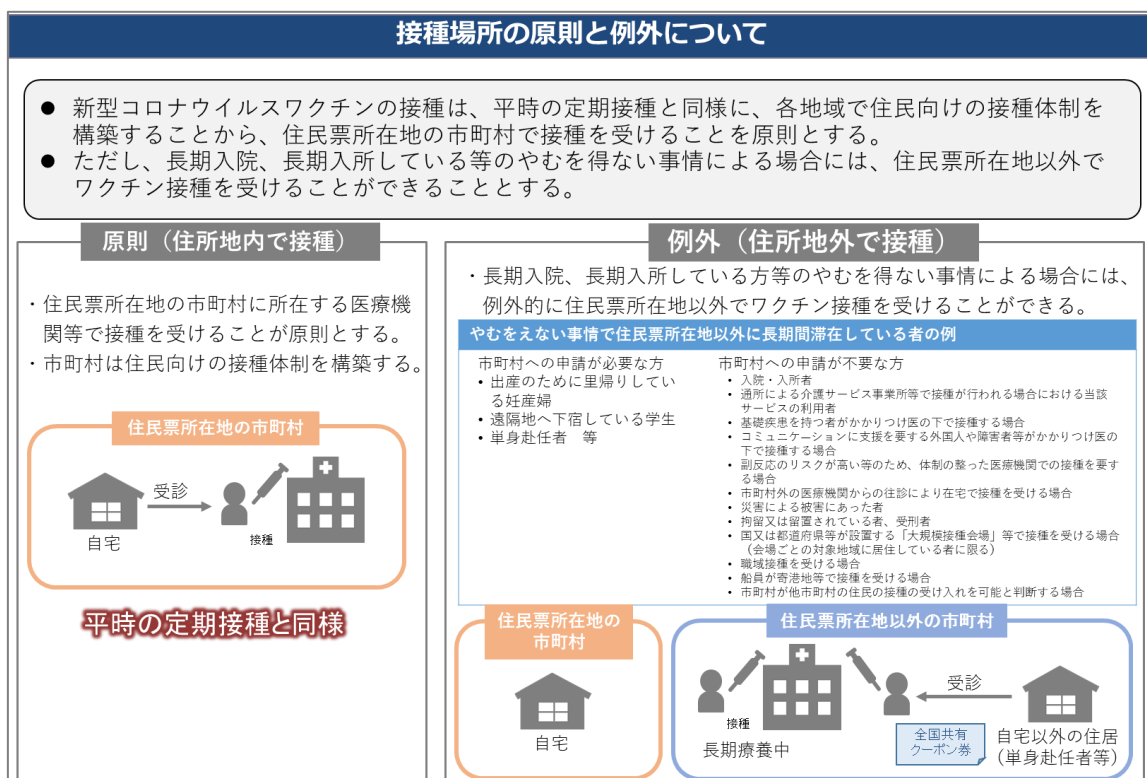 接種場所の原則と例外について
● 新型コロナウイルスワクチンの接種は、平時の定期接種と同様に、各地域で住民向けの接種体制を
構築することから、住民票所在地の市町村で接種を受けることを原則とする。
● ただし、長期入院、長期入所している等のやむを得ない事情による場合には、住民票所在地以外で
ワクチン接種を受けることができることとする。
原則（住所地内で接種）
・住民票所在地の市町村に所在する医療機
関等で接種を受けることが原則とする。
・市町村は住民向けの接種体制を構築する。
住民票所在地の市町村
受診
接種
自宅
平時の定期接種と同様
例外（住所地外で接種）
・長期入院、長期入所している方等のやむを得ない事情による場合には、
例外的に住民票所在地以外でワクチン接種を受けることができる。
やむをえない事情で住民票所在地以外に長期間滞在している者の例
市町村への申請が必要な方
• 出産のために里帰りしてい
る妊産婦
• 遠隔地へ下宿している学生
• 単身赴任者　等
市町村への申請が不要な方
• 入院・入所者
• 通所による介護サービス事業所等で接種が行われる場合における当該
サービスの利用者
• 基礎疾患を持つ者がかかりつけ医の下で接種する場合
• コミュニケーションに支援を要する外国人や障害者等がかかりつけ医の
下で接種する場合
• 副反応のリスクが高い等のため、体制の整った医療機関での接種を要す
る場合
• 市町村外の医療機関からの往診により在宅で接種を受ける場合
• 災害による被害にあった者
• 拘留又は留置されている者、受刑者
• 国又は都道府県等が設置する「大規模接種会場」等で接種を受ける場合
（会場ごとの対象地域に居住している者に限る）
• 職域接種を受ける場合
• 船員が寄港地等で接種を受ける場合
• 市町村が他市町村の住民の接種の受け入れを可能と判断する場合
住民票所在地の
市町村
自宅
住民票所在地以外の市町村
接種
長期療養中
受診
全国共有
クーポン券
自宅以外の住居
(単身赴任者等)